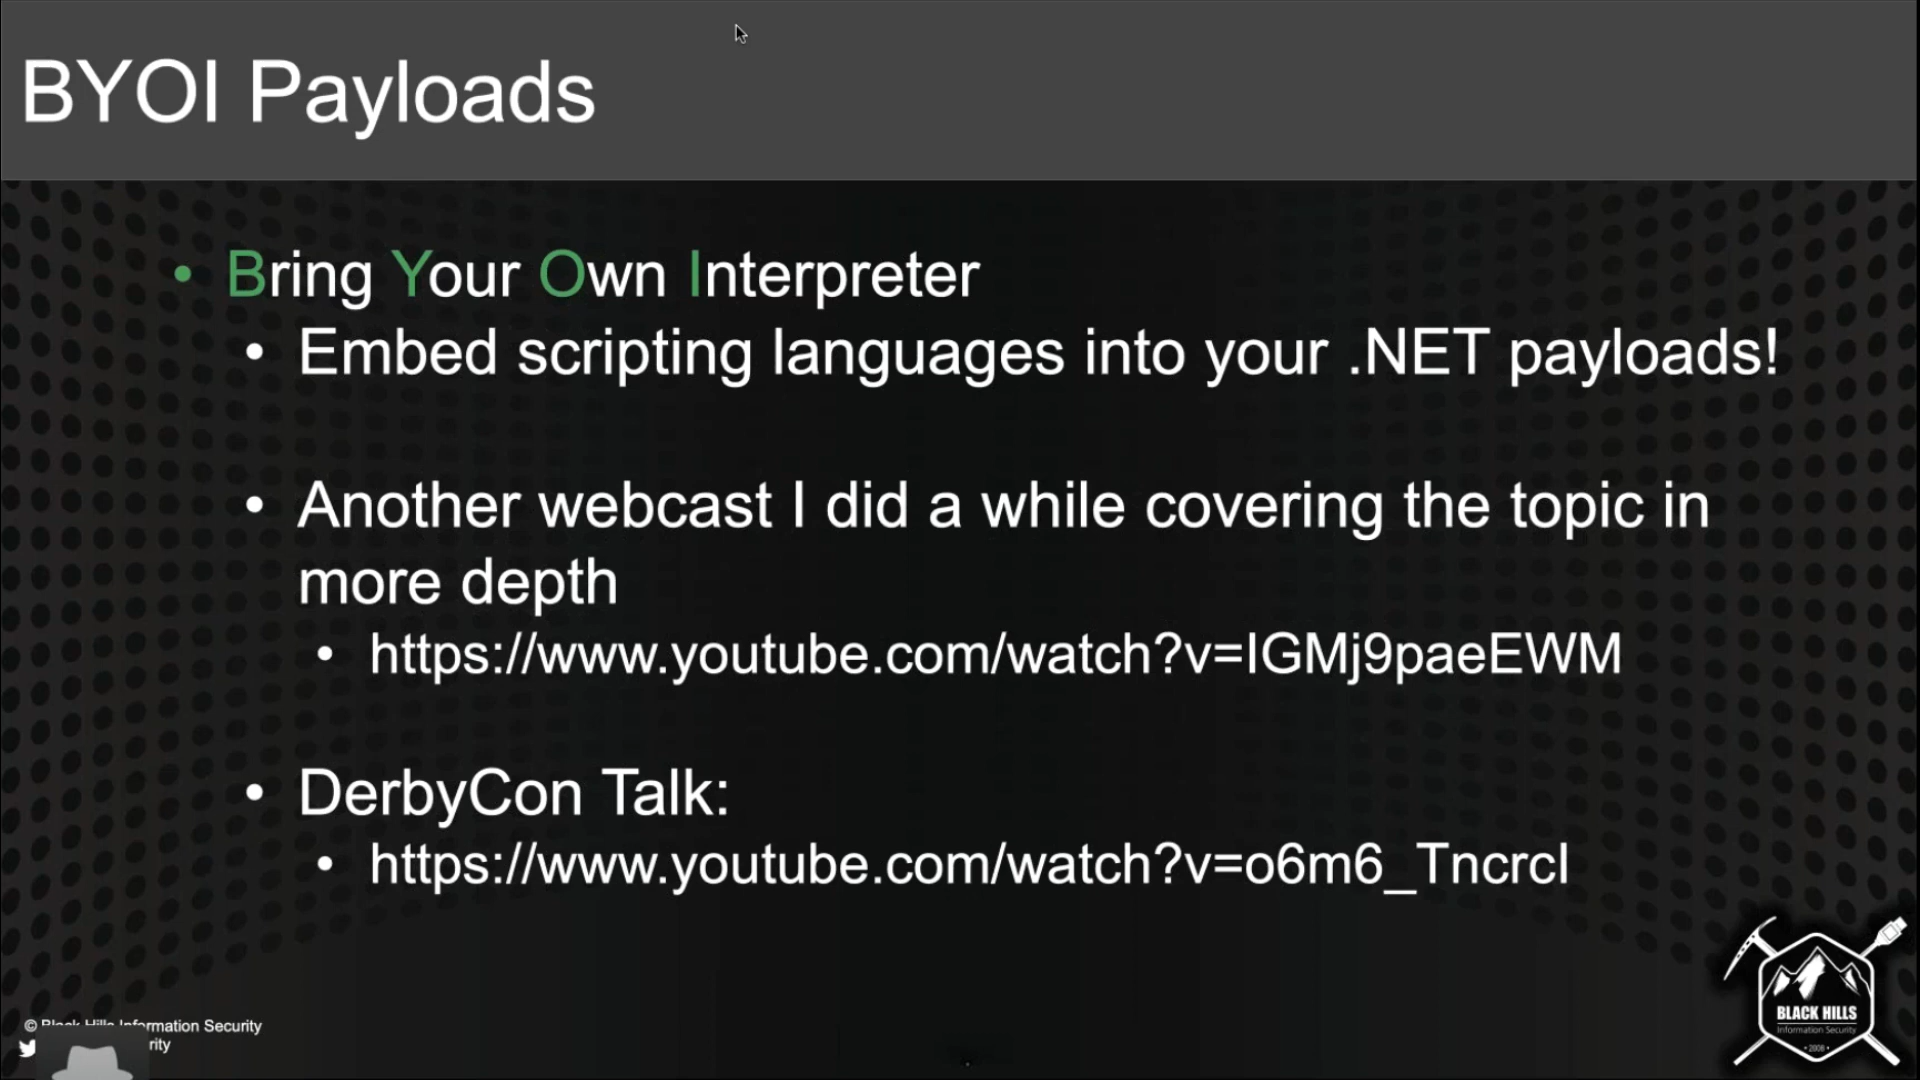 BYOI Payloads
• Bring Your Own Interpreter
• Embed scripting languages into your .NET payloads!
• Another webcast I did a while covering the topic in
more depth
• https://www.youtube.com/watch?v=IGMj9paeEWM
• DerbyCon Talk:
• https://www.youtube.com/watch?v=o6m6_TncrcI
© Black Hills Information Security
rity
BLACK HILLS
Information Security
• 2008 •